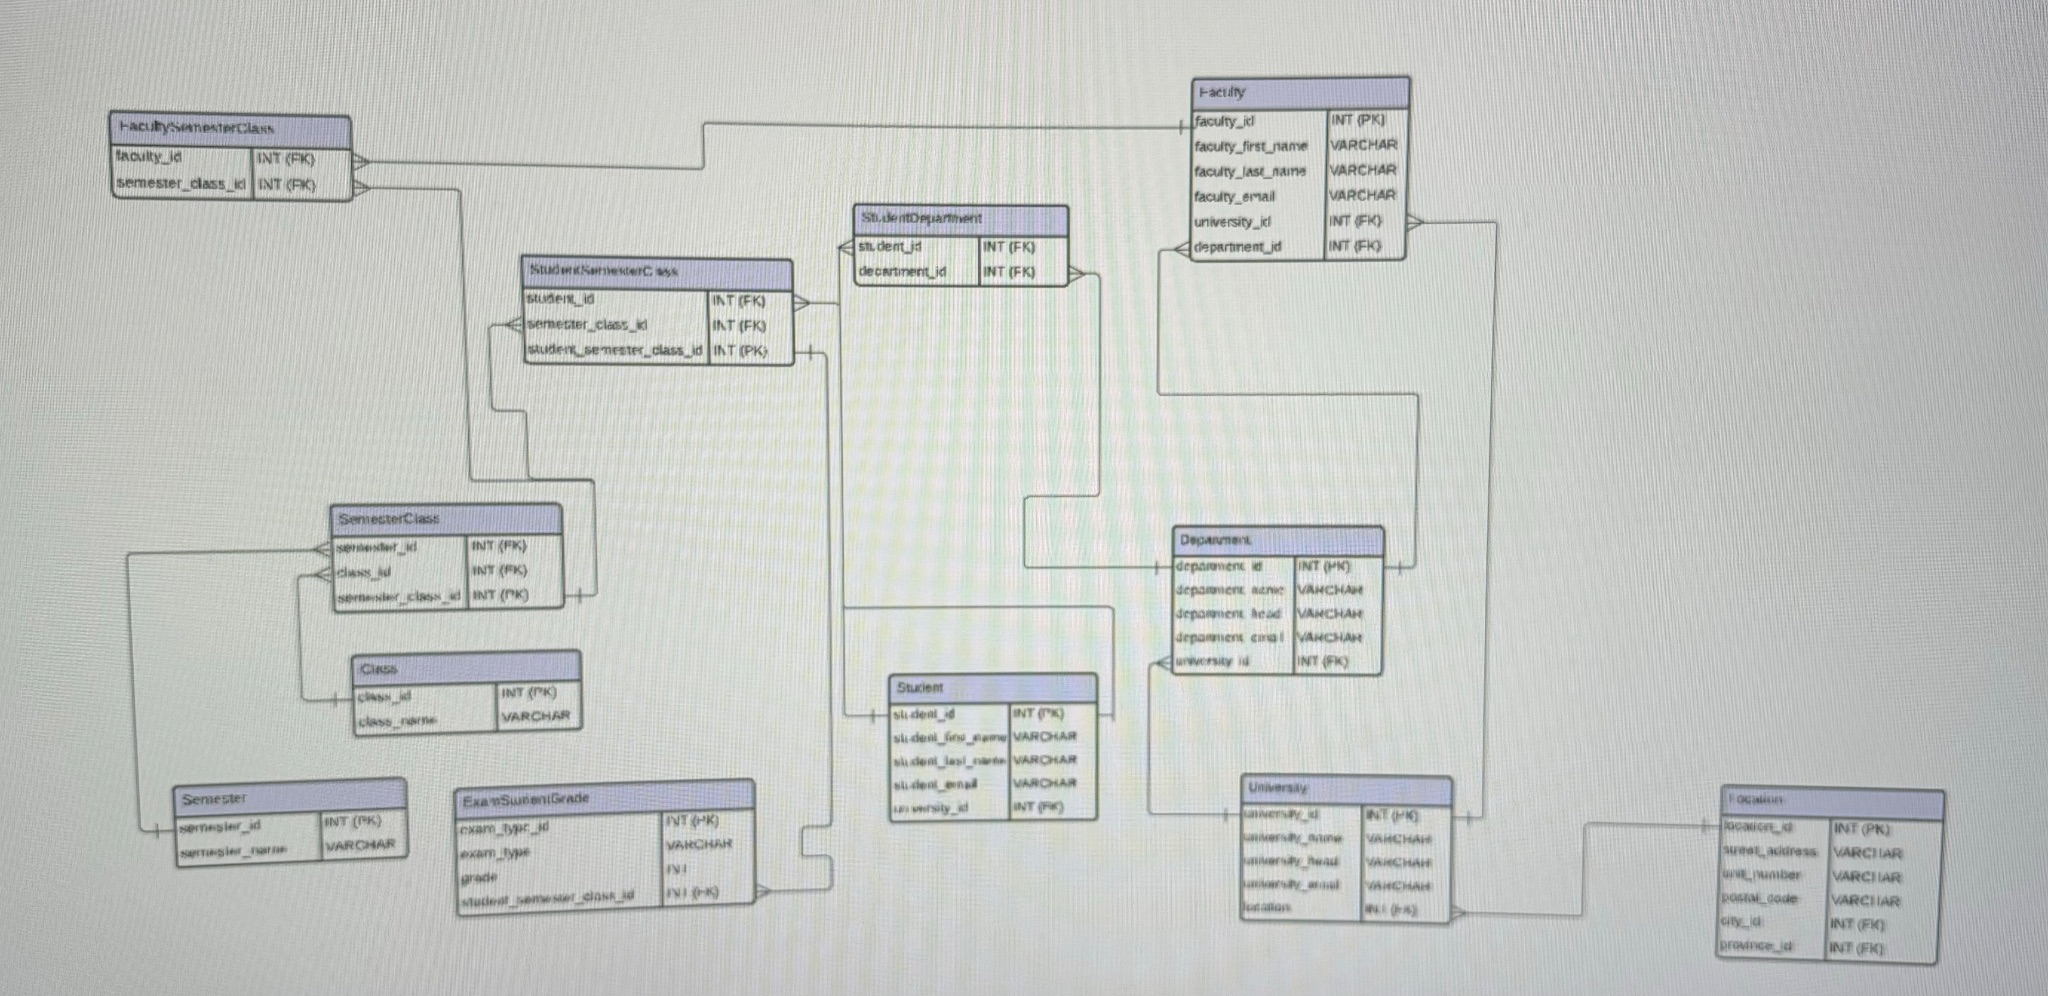 FacultySemesterClass
faculty_id INT (FK)
semester_class_id INT (FK)
Faculty
faculty_id INT (PK)
faculty_first_name VARCHAR
faculty_last_name VARCHAR
faculty_email VARCHAR
university_id INT (FK)
department_id INT (FK)
StudentDepartment
student_id INT (FK)
department_id INT (FK)
StudentSemesterClass
student_id INT (FK)
semester_class_id INT (FK)
student_semester_class_id INT (PK)
SemesterClass
semester_id INT (FK)
class_id INT (FK)
semester_class_id INT (PK)
Department
department_id INT (PK)
department_name VARCHAR
department_head VARCHAR
department_email VARCHAR
university_id INT (FK)
Class
class_id INT (PK)
class_name VARCHAR
Student
student_id INT (PK)
student_first_name VARCHAR
student_last_name VARCHAR
student_email VARCHAR
university_id INT (FK)
Semester
semester_id INT (PK)
semester_name VARCHAR
ExamStudentGrade
exam_type_id INT (PK)
exam_type VARCHAR
grade INT
student_semester_class_id INT (FK)
University
university_id INT (PK)
university_name VARCHAR
university_head VARCHAR
university_email VARCHAR
location INT (FK)
Location
location_id INT (PK)
street_address VARCHAR
unit_number VARCHAR
postal_code VARCHAR
city_id INT (FK)
province_id INT (FK)